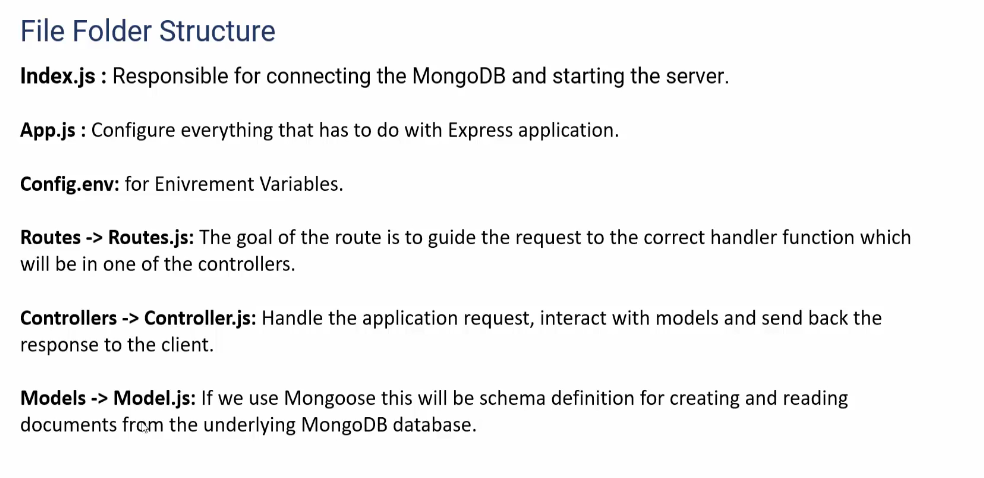 File Folder Structure
Index.js : Responsible for connecting the MongoDB and starting the server.
App.js : Configure everything that has to do with Express application.
Config.env: for Enivrement Variables.
Routes -> Routes.js: The goal of the route is to guide the request to the correct handler function which
will be in one of the controllers.
Controllers -> Controller.js: Handle the application request, interact with models and send back the
response to the client.
Models -> Model.js: If we use Mongoose this will be schema definition for creating and reading
documents from the underlying MongoDB database.